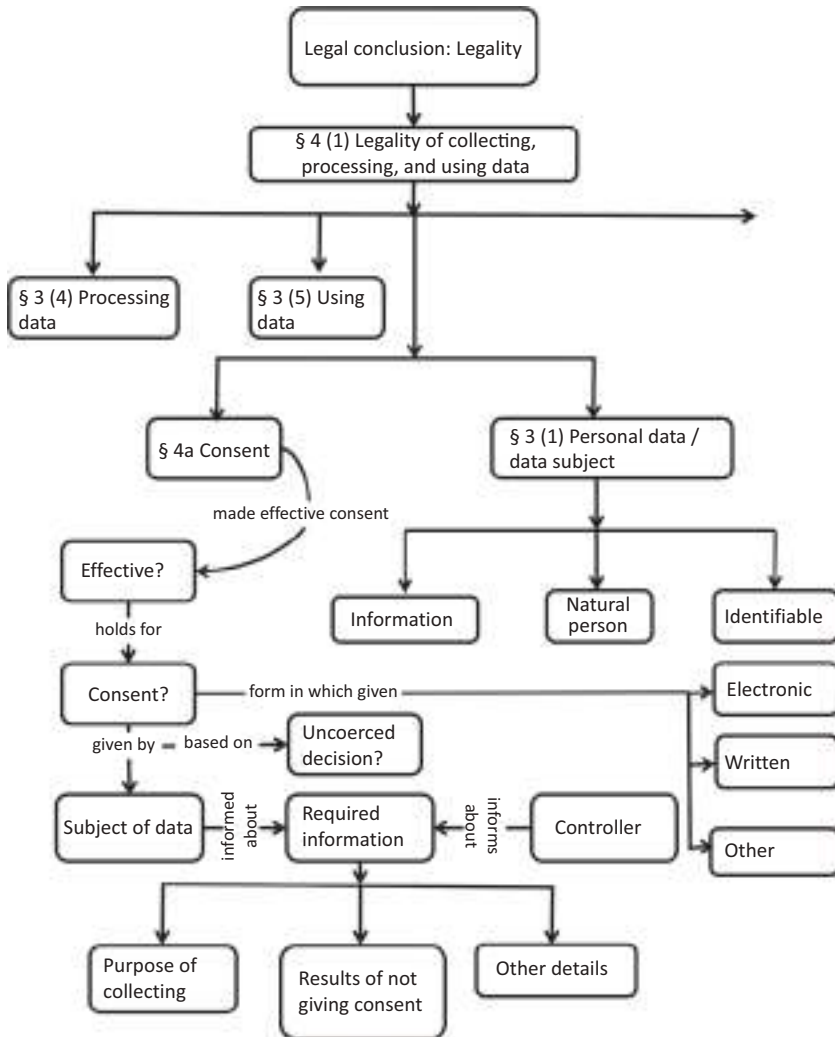 Legal conclusion: Legality
§ 4 (1) Legality of collecting,
processing, and using data
§ 3 (4) Processing
data
§ 3 (5) Using
data
§ 4a Consent
§ 3 (1) Personal data /
data subject
made effective consent
Effective?
Information
Natural
person
Identifiable
holds for
Consent?
form in which given
Electronic
given by
based on
Uncoerced
decision?
Written
Subject of data
informed
about
Required
information
informs
about
Controller
Other
Purpose of
collecting
Results of not
giving consent
Other details